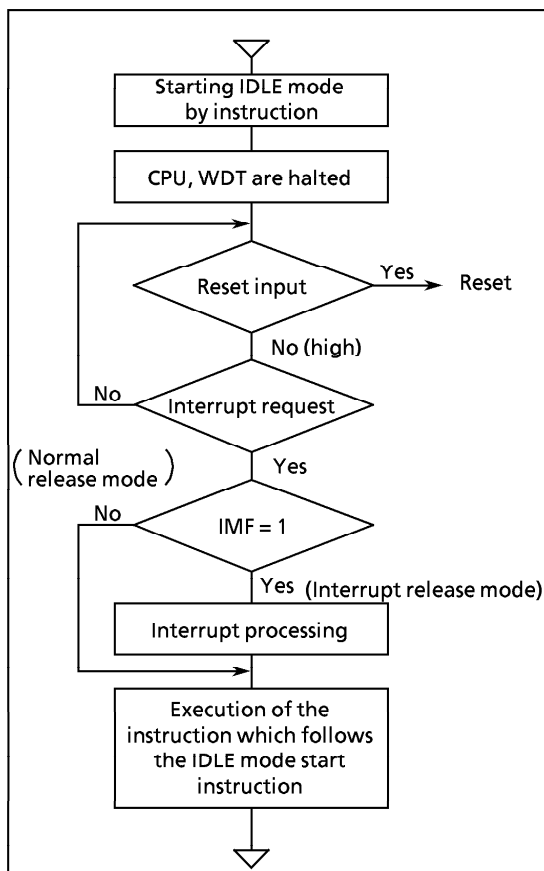 Starting IDLE mode
by instruction
CPU, WDT are halted
Reset input
Yes
Reset
No (high)
No
Interrupt request
(Normal
release mode)
Yes
No
IMF = 1
Yes
(Interrupt release mode)
Interrupt processing
Execution of the
instruction which follows
the IDLE mode start
instruction